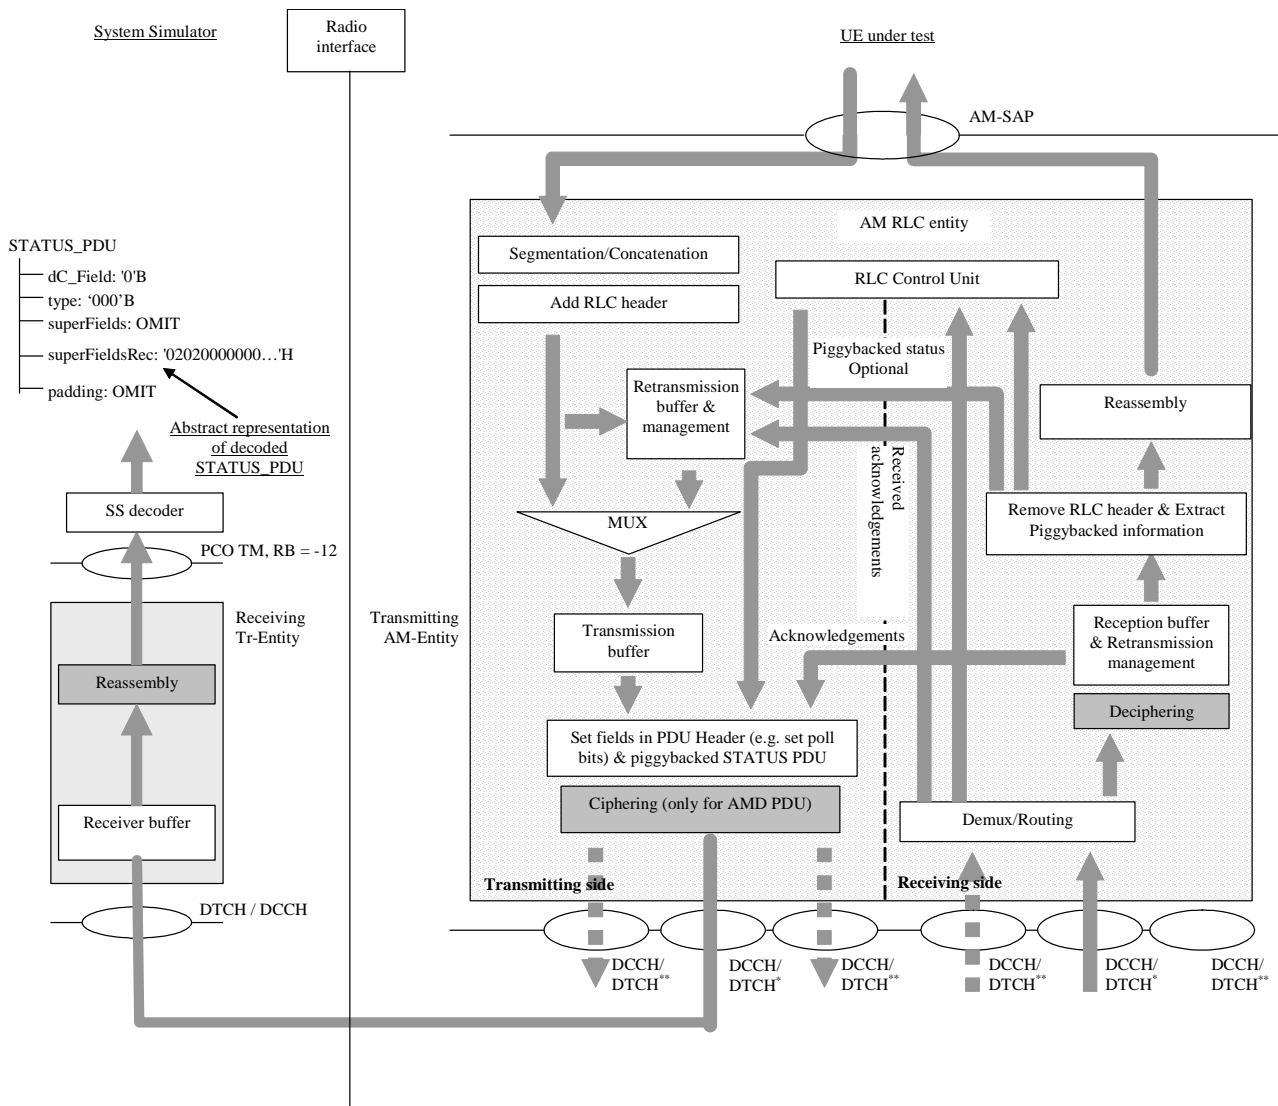 System Simulator
Radio
interface
UE under test
AM-SAP
AM RLC entity
STATUS_PDU
dC_Field: '0'B
type: ‘000’B
superFields: OMIT
superFieldsRec: '02020000000…'H
padding: OMIT
Abstract representation
of decoded
STATUS_PDU
SS decoder
PCO TM, RB = -12
Receiving
Tr-Entity
Reassembly
Receiver buffer
DTCH / DCCH
Transmitting
AM-Entity
Segmentation/Concatenation
Add RLC header
RLC Control Unit
Piggybacked status
Optional
Retransmission
buffer &
management
Reassembly
Received
acknowledgements
MUX
Remove RLC header & Extract
Piggybacked information
Transmission
buffer
Acknowledgements
Reception buffer
& Retransmission
management
Deciphering
Set fields in PDU Header (e.g. set poll
bits) & piggybacked STATUS PDU
Ciphering (only for AMD PDU)
Demux/Routing
Transmitting side
Receiving side
DCCH/
DTCH**
DCCH/
DTCH*
DCCH/
DTCH**
DCCH/
DTCH**
DCCH/
DTCH*
DCCH/
DTCH**